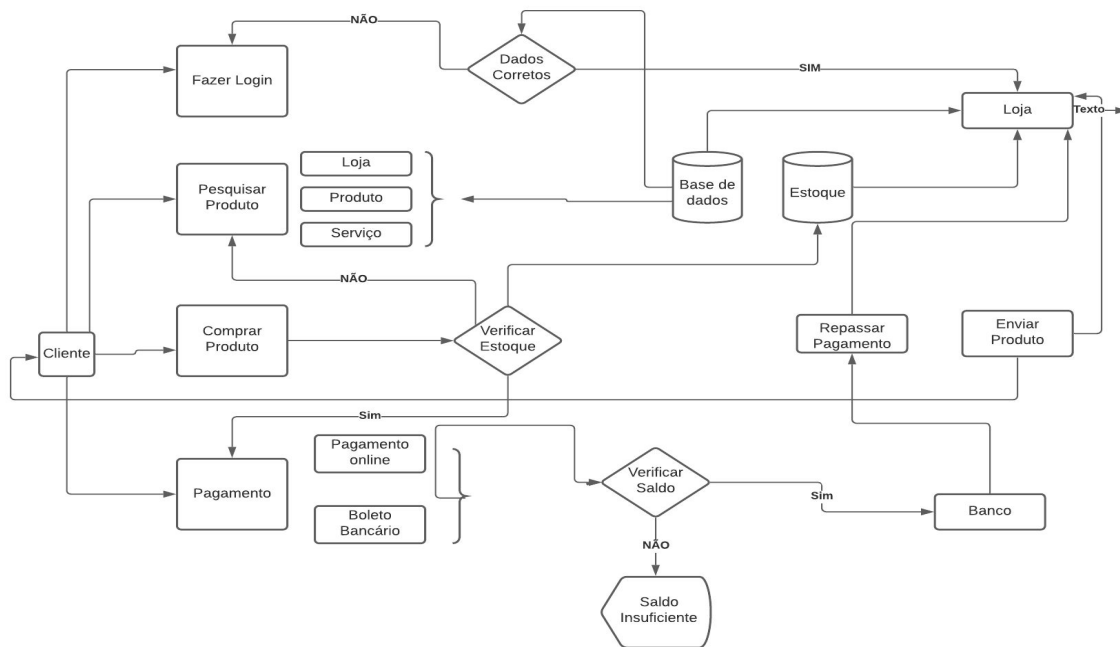 NÃO
Dados
Corretos
SIM
Fazer Login
Loja
Texto
Loja
Pesquisar
Produto
Produto
Serviço
Base de
dados
Estoque
NÃO
Comprar
Produto
Verificar
Estoque
Repassar
Pagamento
Enviar
Produto
Cliente
Sim
Pagamento
online
Pagamento
Boleto
Bancário
Verificar
Saldo
Sim
Banco
NÃO
Saldo
Insuficiente